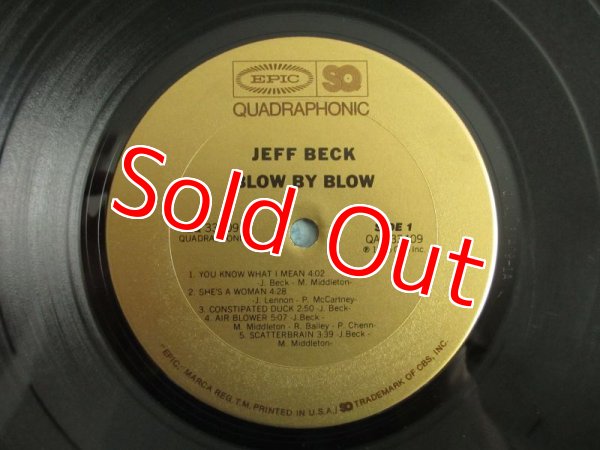 EPIC SQ
QUADRAPHONIC
JEFF BECK
BLOW BY BLOW
Sold Out
SIDE 1
1. YOU KNOW WHAT I MEAN 4:02
-J. Beck - M. Middleton-
2. SHE'S A WOMAN 4:28
-J. Lennon - P. McCartney-
3. CONSTIPATED DUCK 2:50 -J. Beck-
4. AIR BLOWER 5:07 -J.Beck -
M. Middleton - R. Bailey - P. Chenn-
5. SCATTERBRAIN 3:39 -J. Beck -
M. Middleton-
EPIC, MARCA REG. T.M. PRINTED IN U.S.A./ SQ TRADEMARK OF CBS, INC.